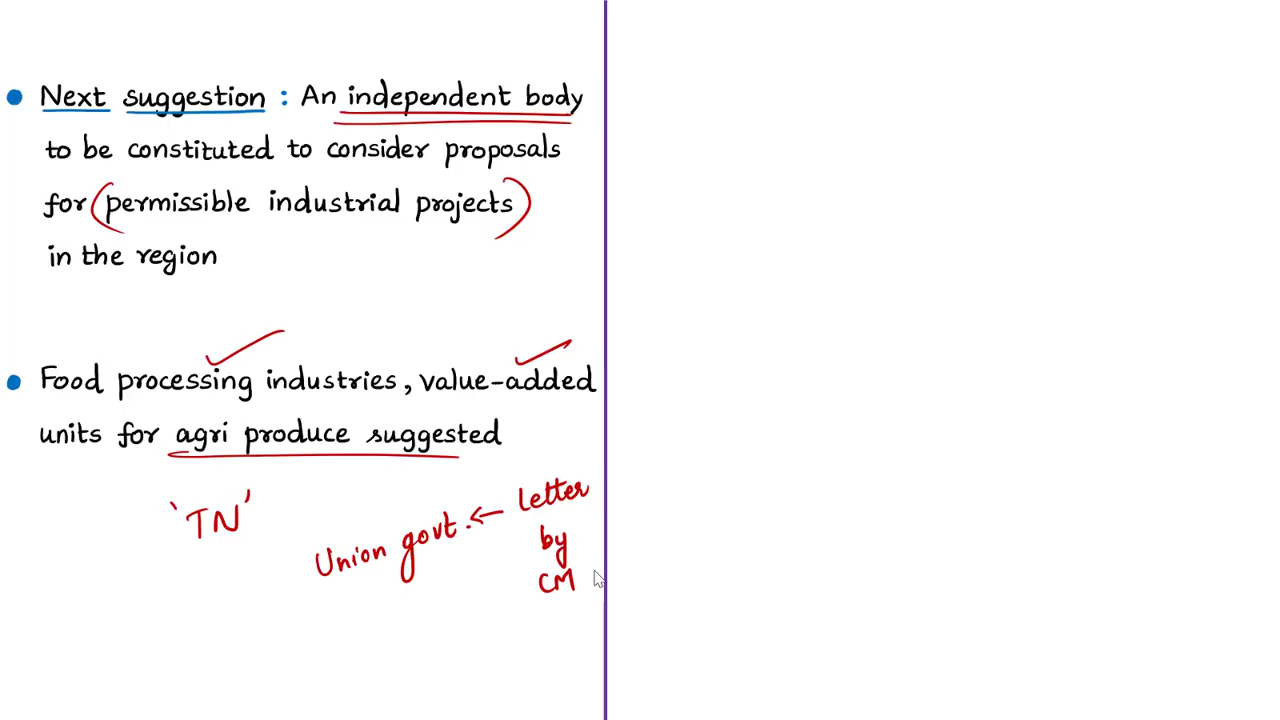 Next suggestion : An independent body
to be constituted to consider proposals
for (permissible industrial projects)
in the region
Food processing industries, value-added
units for agri produce suggested
'TN'
Union govt. ← letter
by
CM